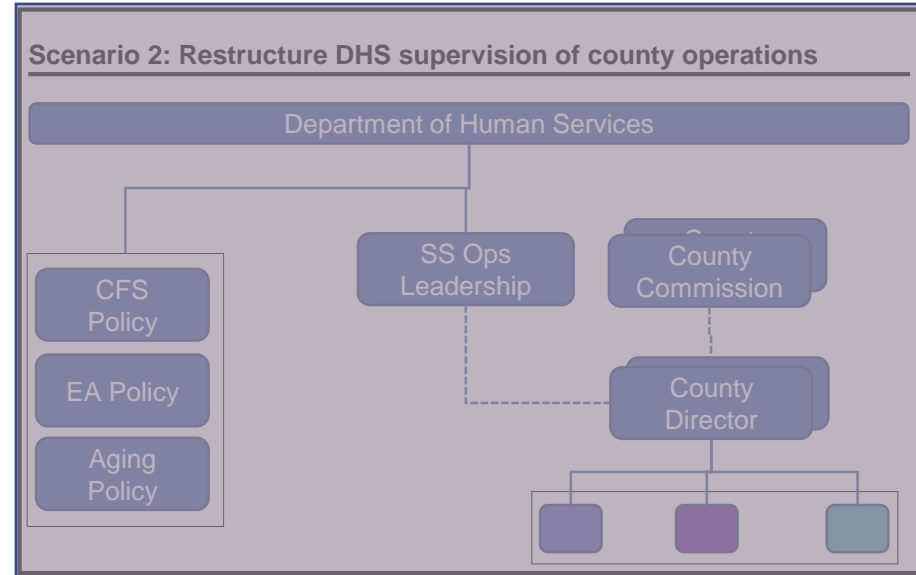 Scenario 2: Restructure DHS supervision of county operations
Department of Human Services
SS Ops
Leadership
County
Commission
CFS
Policy
EA Policy
County
Director
Aging
Policy